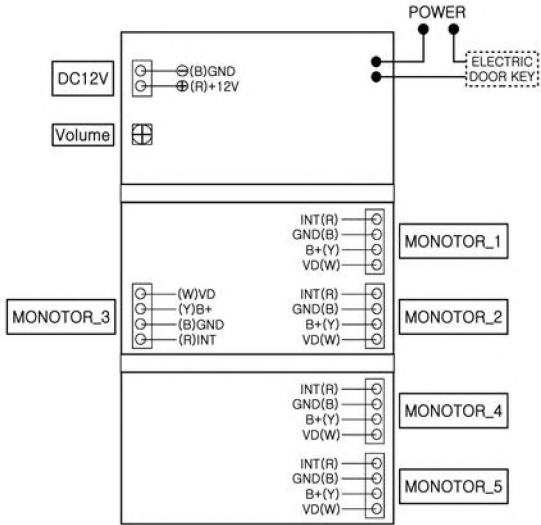 POWER
ELECTRIC
DOOR KEY
DC12V
⊖(B)GND
⊕(R)+12V
Volume
INT(R)
GND(B)
B+(Y)
VD(W)
MONOTOR_1
MONOTOR_3
(W)VD
(Y)B+
(B)GND
(R)INT
INT(R)
GND(B)
B+(Y)
VD(W)
MONOTOR_2
INT(R)
GND(B)
B+(Y)
VD(W)
MONOTOR_4
INT(R)
GND(B)
B+(Y)
VD(W)
MONOTOR_5